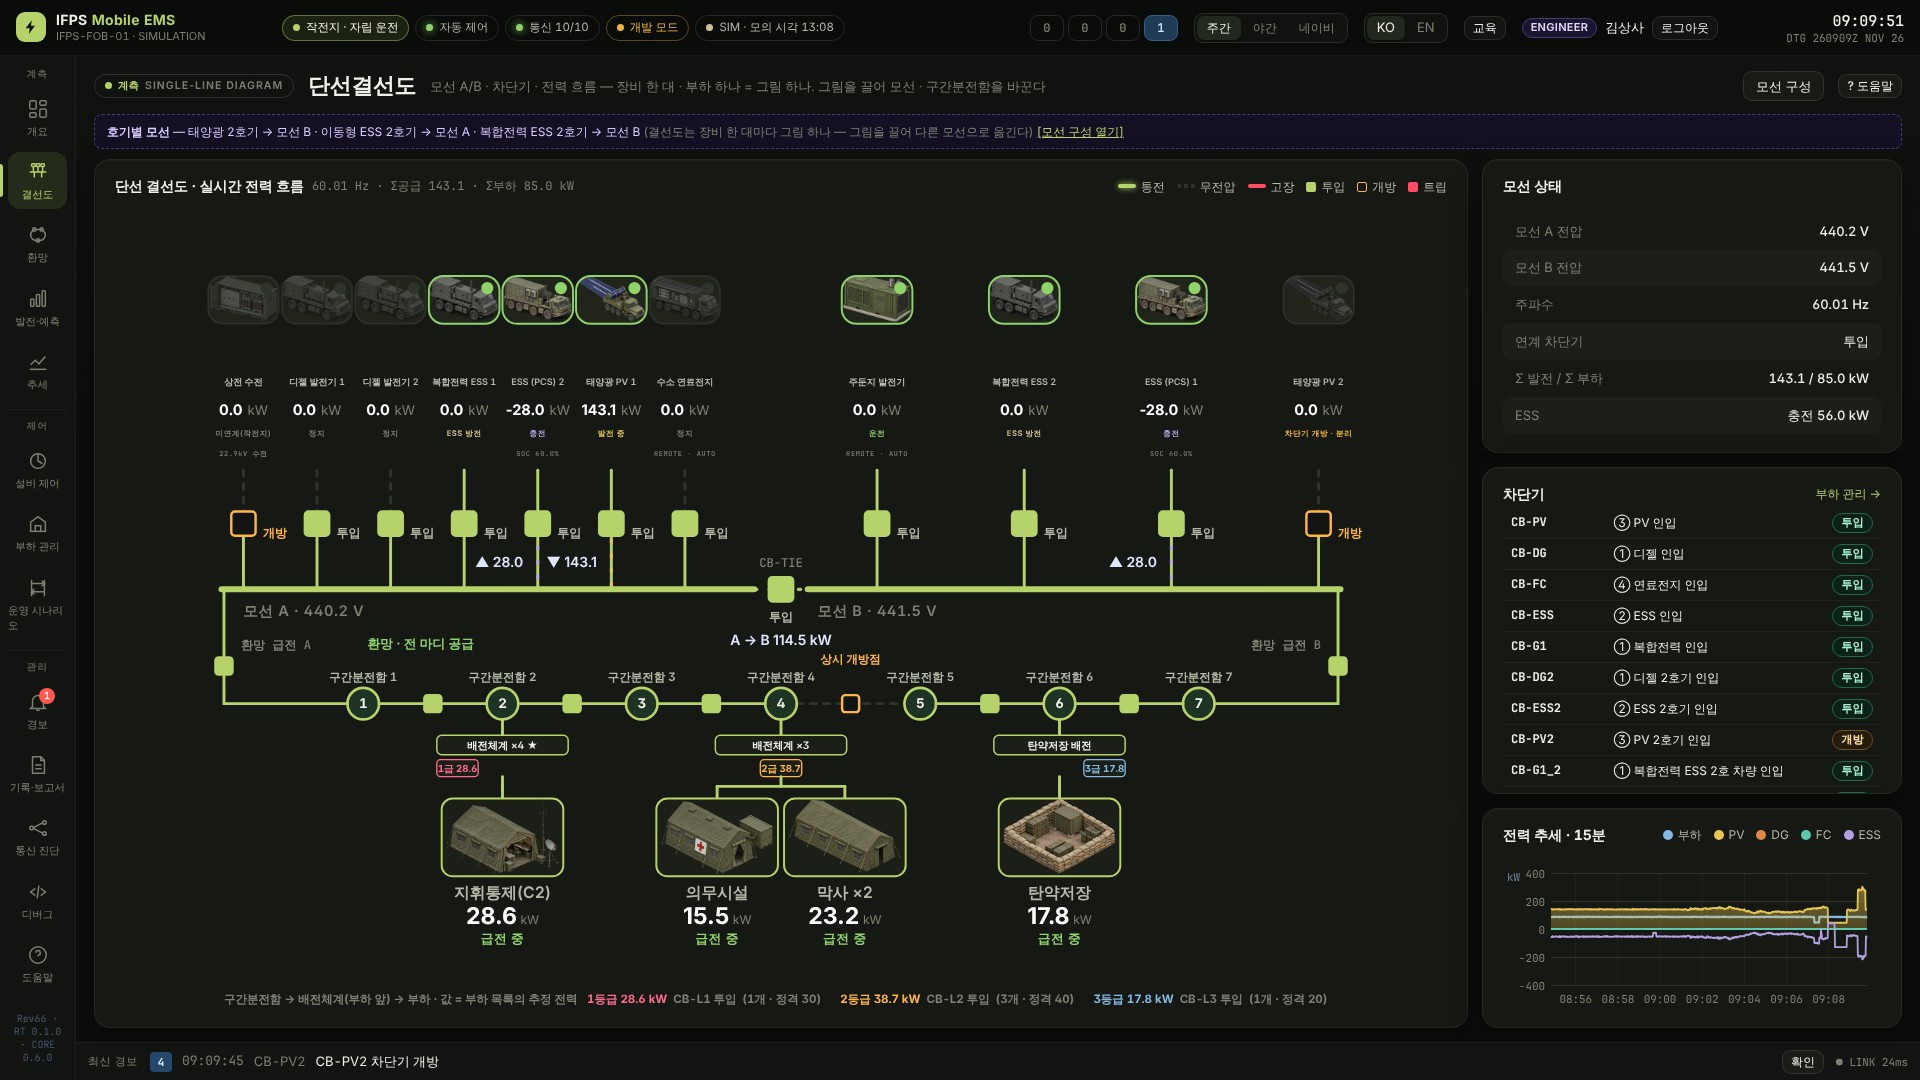 IFPS Mobile EMS
IFPS-FOB-01 · SIMULATION
작전지 · 자립 운전
자동 제어
통신 10/10
개발 모드
SIM · 모의 시각 13:08
0 0 0 1
주간 야간 네이비
KO EN
교육
ENGINEER 김상사 로그아웃
09:09:51
DTG 260909Z NOV 26
계측
개요
결선도
환망
발전·예측
추세
제어
설비 제어
부하 관리
운영 시나리오
관리
1
경보
기록·보고서
통신 진단
디버그
도움말
Rev66 ·
RT 0.1.0
· CORE
0.6.0
계측 SINGLE-LINE DIAGRAM
단선결선도
모선 A/B · 차단기 · 전력 흐름 — 장비 한 대 · 부하 하나 = 그림 하나. 그림을 끌어 모선 · 구간분전함을 바꾼다
모선 구성
? 도움말
호기별 모선 — 태양광 2호기 → 모선 B · 이동형 ESS 2호기 → 모선 A · 복합전력 ESS 2호기 → 모선 B (결선도는 장비 한 대마다 그림 하나 — 그림을 끌어 다른 모선으로 옮긴다) [모선 구성 열기]
단선 결선도 · 실시간 전력 흐름 60.01 Hz · Σ공급 143.1 · Σ부하 85.0 kW
통전 무전압 고장 투입 개방 트립
상전 수전 디젤 발전기 1 디젤 발전기 2 복합전력 ESS 1 ESS (PCS) 2 태양광 PV 1 수소 연료전지 주둔지 발전기 복합전력 ESS 2 ESS (PCS) 1 태양광 PV 2
0.0 kW 0.0 kW 0.0 kW 0.0 kW -28.0 kW 143.1 kW 0.0 kW 0.0 kW 0.0 kW -28.0 kW 0.0 kW
미연계(작전지) 정지 정지 ESS 방전 충전 발전 중 정지 운전 ESS 방전 충전 차단기 개방 · 분리
22.9kV 수전 SOC 60.0% REMOTE · AUTO REMOTE · AUTO SOC 60.0%
개방 투입 투입 투입 투입 투입 투입 투입 투입 투입 개방
▲ 28.0 ▼ 143.1 CB-TIE ▲ 28.0
모선 A · 440.2 V 투입 모선 B · 441.5 V
환망 급전 A 환망 · 전 마디 공급 A → B 114.5 kW 환망 급전 B
상시 개방점
구간분전함 1 구간분전함 2 구간분전함 3 구간분전함 4 구간분전함 5 구간분전함 6 구간분전함 7
1 2 3 4 5 6 7
배전체계 ×4 ★ 배전체계 ×3 탄약저장 배전
1급 28.6 2급 38.7 3급 17.8
지휘통제(C2) 의무시설 막사 ×2 탄약저장
28.6 kW 15.5 kW 23.2 kW 17.8 kW
급전 중 급전 중 급전 중 급전 중
구간분전함 → 배전체계(부하 앞) → 부하 · 값 = 부하 목록의 추정 전력 1등급 28.6 kW CB-L1 투입 (1개 · 정격 30) 2등급 38.7 kW CB-L2 투입 (3개 · 정격 40) 3등급 17.8 kW CB-L3 투입 (1개 · 정격 20)
모선 상태
모선 A 전압 440.2 V
모선 B 전압 441.5 V
주파수 60.01 Hz
연계 차단기 투입
Σ 발전 / Σ 부하 143.1 / 85.0 kW
ESS 충전 56.0 kW
차단기 부하 관리 →
CB-PV ③ PV 인입 투입
CB-DG ① 디젤 인입 투입
CB-FC ④ 연료전지 인입 투입
CB-ESS ② ESS 인입 투입
CB-G1 ① 복합전력 인입 투입
CB-DG2 ① 디젤 2호기 인입 투입
CB-ESS2 ② ESS 2호기 인입 투입
CB-PV2 ③ PV 2호기 인입 개방
CB-G1_2 ① 복합전력 ESS 2호 차량 인입 투입
전력 추세 · 15분 부하 PV DG FC ESS
kW 400
200
0
-200
-400
08:56 08:58 09:00 09:02 09:04 09:06 09:08
최신 경보 4 09:09:45 CB-PV2 CB-PV2 차단기 개방
확인 LINK 24ms